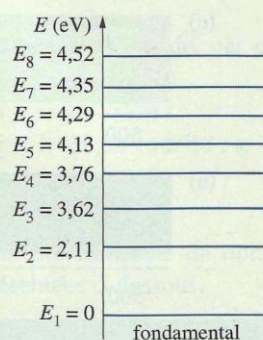 E (eV)
E₈ = 4,52
E₇ = 4,35
E₆ = 4,29
E₅ = 4,13
E₄ = 3,76
E₃ = 3,62
E₂ = 2,11
E₁ = 0
fondamental